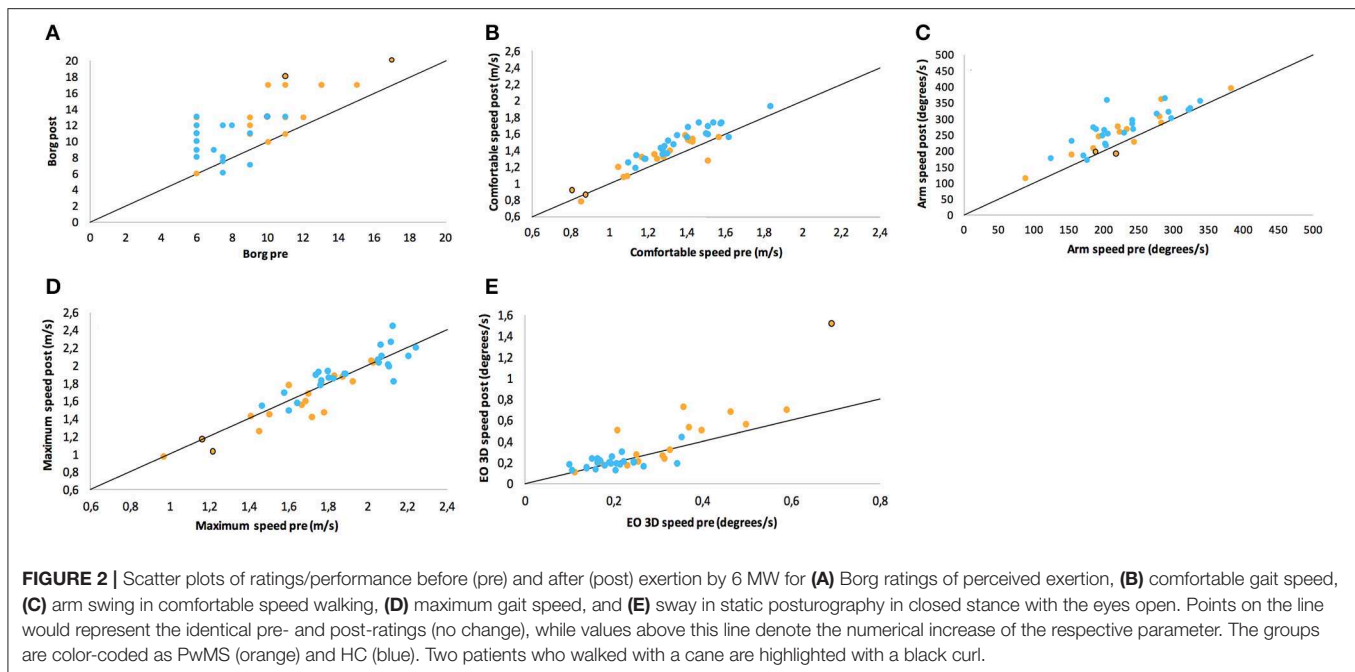 A
Borg post
20
18
16
14
12
10
8
6
4
2
0
0 2 4 6 8 10 12 14 16 18 20
Borg pre
B
Comfortable speed post (m/s)
2,6
2,4
2,2
2
1,8
1,6
1,4
1,2
1
0,8
0,6
0,6 0,8 1 1,2 1,4 1,6 1,8 2 2,2 2,4
Comfortable speed pre (m/s)
C
Arm speed post (degrees/s)
500
450
400
350
300
250
200
150
100
50
0
0 50 100 150 200 250 300 350 400 450 500
Arm speed pre (degrees/s)
D
Maximum speed post (m/s)
2,6
2,4
2,2
2
1,8
1,6
1,4
1,2
1
0,8
0,6
0,6 0,8 1 1,2 1,4 1,6 1,8 2 2,2 2,4
Maximum speed pre (m/s)
E
EO 3D speed post (degrees/s)
1,6
1,4
1,2
1
0,8
0,6
0,4
0,2
0
0 0,2 0,4 0,6 0,8
EO 3D speed pre (degrees/s)
FIGURE 2 | Scatter plots of ratings/performance before (pre) and after (post) exertion by 6 MW for (A) Borg ratings of perceived exertion, (B) comfortable gait speed,
(C) arm swing in comfortable speed walking, (D) maximum gait speed, and (E) sway in static posturography in closed stance with the eyes open. Points on the line
would represent the identical pre- and post-ratings (no change), while values above this line denote the numerical increase of the respective parameter. The groups
are color-coded as PwMS (orange) and HC (blue). Two patients who walked with a cane are highlighted with a black curl.